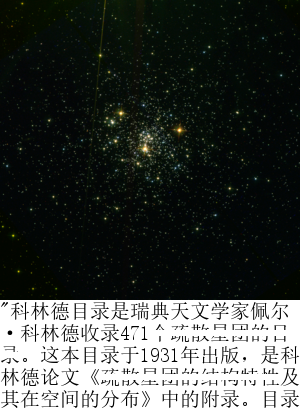 "科林德目录是瑞典天文学家佩尔
·科林德收录471个疏散星团的目
录。这本目录于1931年出版，是科
林德论文《疏散星团的结构特性及
其在空间的分布》中的附录。目录